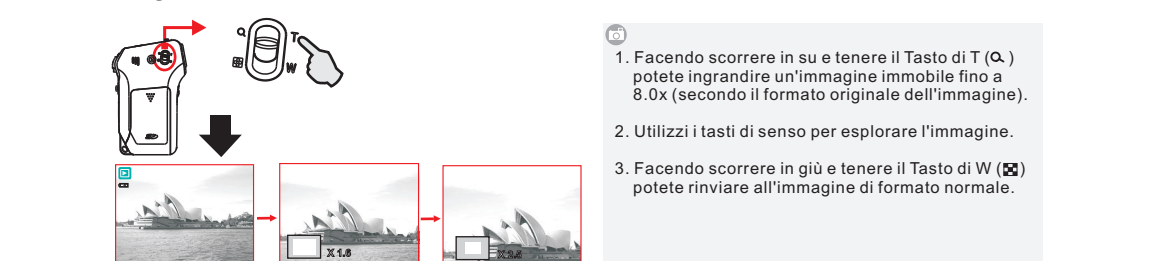 T
W
X 1.6
X 2.5
1. Facendo scorrere in su e tenere il Tasto di T ( )
potete ingrandire un'immagine immobile fino a
8.0x (secondo il formato originale dell'immagine).
2. Utilizzi i tasti di senso per esplorare l'immagine.
3. Facendo scorrere in giù e tenere il Tasto di W ( )
potete rinviare all'immagine di formato normale.